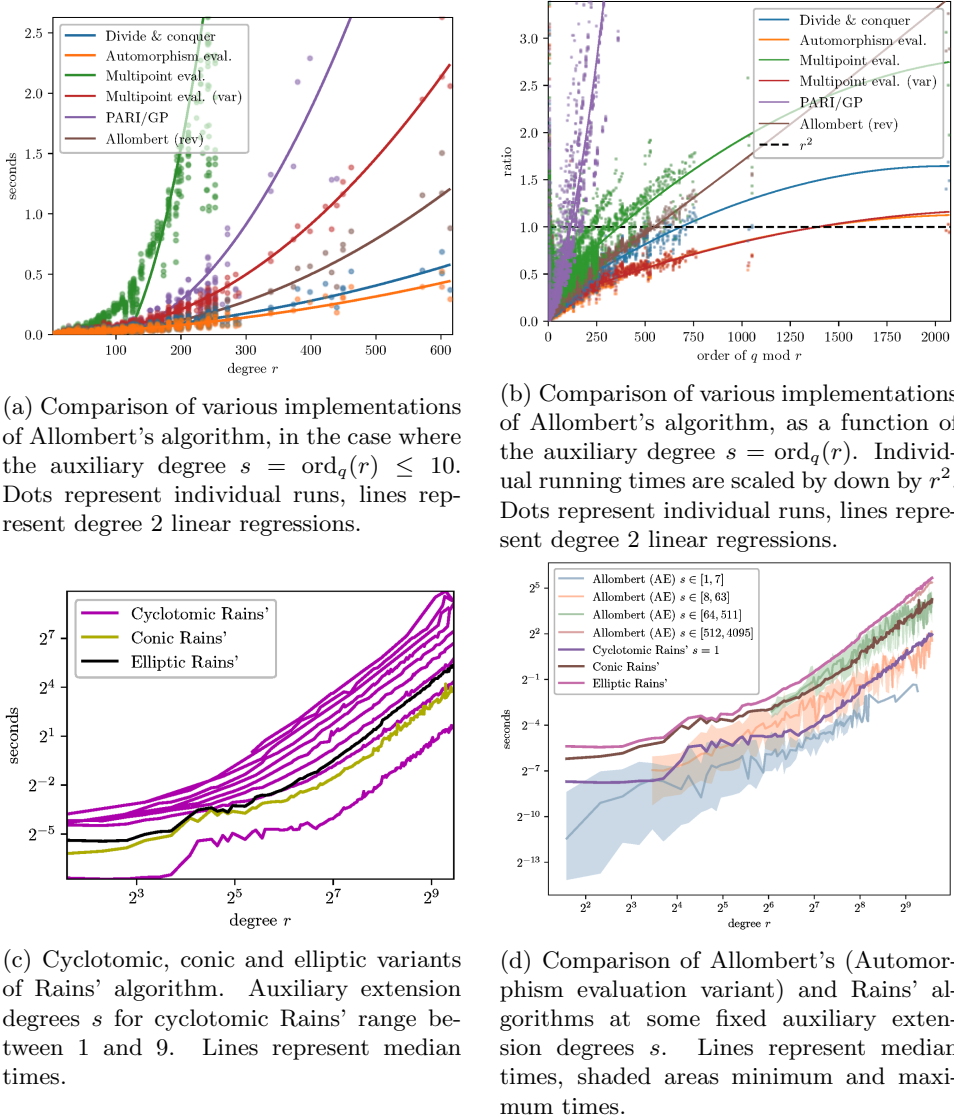 2.5
2.0
1.5
1.0
0.5
0.0
seconds
Divide & conquer
Automorphism eval.
Multipoint eval.
Multipoint eval. (var)
PARI/GP
Allombert (rev)
100 200 300 400 500 600
degree r
(a) Comparison of various implementations
of Allombert's algorithm, in the case where
the auxiliary degree s = ord_q(r) ≤ 10.
Dots represent individual runs, lines rep-
resent degree 2 linear regressions.
3.0
2.5
2.0
1.5
1.0
0.5
0.0
ratio
Divide & conquer
Automorphism eval.
Multipoint eval.
Multipoint eval. (var)
PARI/GP
Allombert (rev)
r²
0 250 500 750 1000 1250 1500 1750 2000
order of q mod r
(b) Comparison of various implementations
of Allombert's algorithm, as a function of
the auxiliary degree s = ord_q(r). Individ-
ual running times are scaled by down by r².
Dots represent individual runs, lines repre-
sent degree 2 linear regressions.
2⁷
2⁴
2¹
2⁻²
2⁻⁵
seconds
Cyclotomic Rains'
Conic Rains'
Elliptic Rains'
2³ 2⁵ 2⁷ 2⁹
degree r
(c) Cyclotomic, conic and elliptic variants
of Rains' algorithm. Auxiliary extension
degrees s for cyclotomic Rains' range be-
tween 1 and 9. Lines represent median
times.
2⁵
2²
2⁻¹
2⁻⁴
2⁻⁷
2⁻¹⁰
2⁻¹³
seconds
Allombert (AE) s ∈ [1, 7]
Allombert (AE) s ∈ [8, 63]
Allombert (AE) s ∈ [64, 511]
Allombert (AE) s ∈ [512, 4095]
Cyclotomic Rains' s = 1
Conic Rains'
Elliptic Rains'
2² 2³ 2⁴ 2⁵ 2⁶ 2⁷ 2⁸ 2⁹
degree r
(d) Comparison of Allombert's (Automor-
phism evaluation variant) and Rains' al-
gorithms at some fixed auxiliary exten-
sion degrees s. Lines represent median
times, shaded areas minimum and maxi-
mum times.